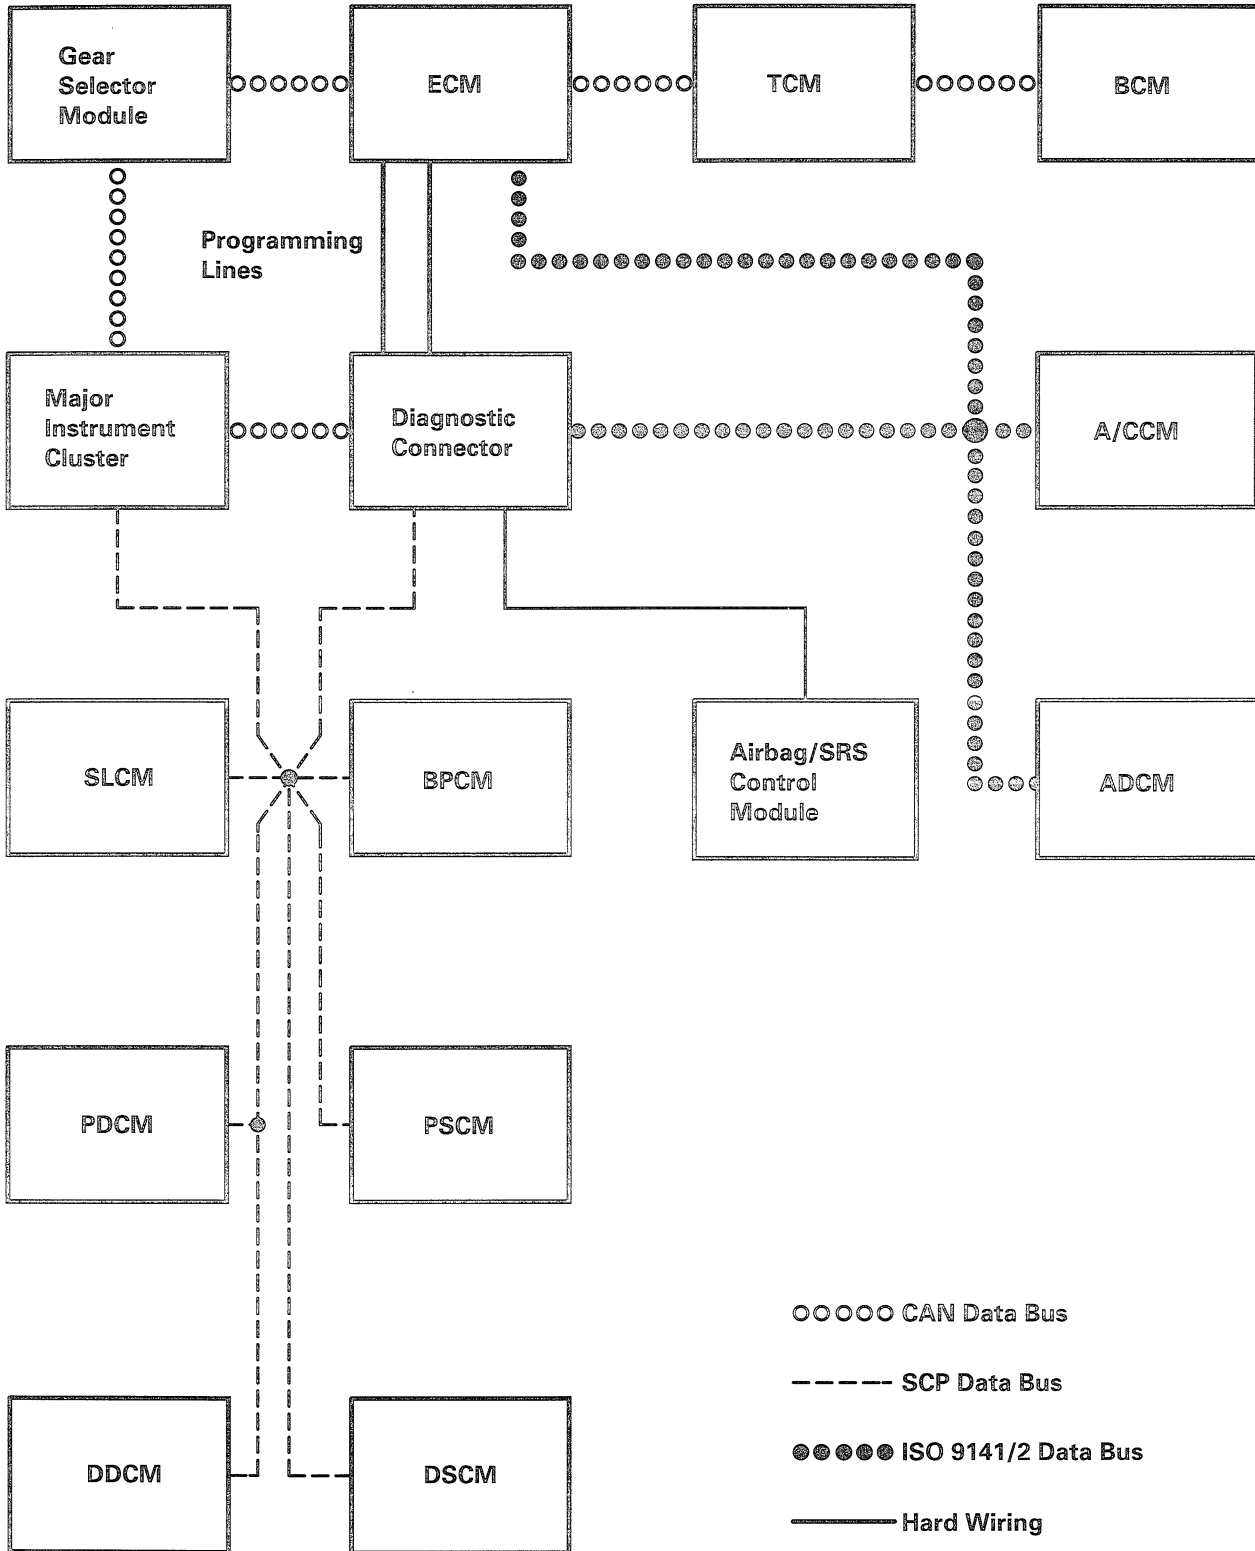 Gear
Selector
Module
ECM
TCM
BCM
Programming
Lines
Major
Instrument
Cluster
Diagnostic
Connector
A/CCM
SLCM
BPCM
Airbag/SRS
Control
Module
ADCM
PDCM
PSCM
CAN Data Bus
SCP Data Bus
DDCM
DSCM
ISO 9141/2 Data Bus
Hard Wiring